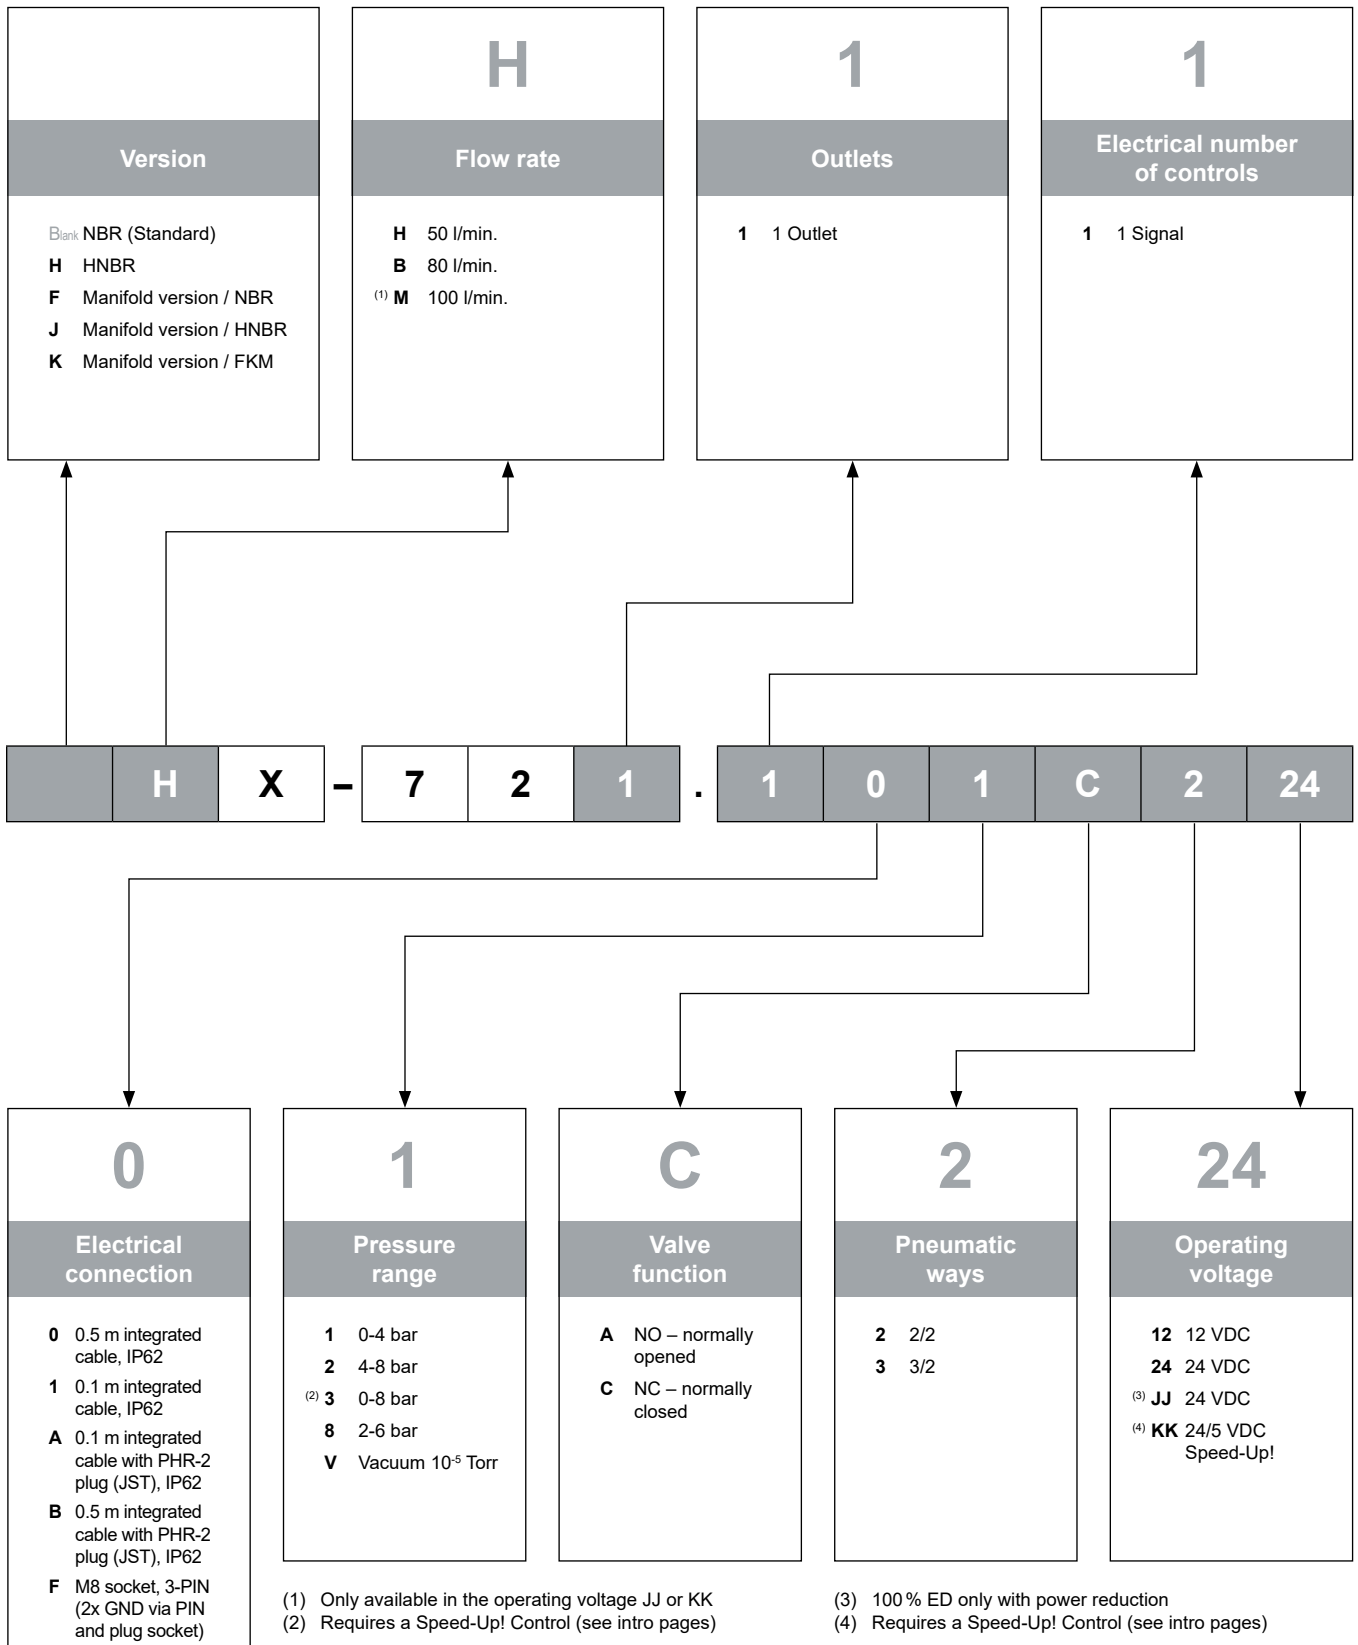 H
1
1
Version
Flow rate
Outlets
Electrical number
of controls
Blank NBR (Standard)
H HNBR
F Manifold version / NBR
J Manifold version / HNBR
K Manifold version / FKM
H 50 l/min.
B 80 l/min.
(1) M 100 l/min.
1 1 Outlet
1 1 Signal
H X – 7 2 1 . 1 0 1 C 2 24
0
1
C
2
24
Electrical
connection
Pressure
range
Valve
function
Pneumatic
ways
Operating
voltage
0 0.5 m integrated
cable, IP62
1 0.1 m integrated
cable, IP62
A 0.1 m integrated
cable with PHR-2
plug (JST), IP62
B 0.5 m integrated
cable with PHR-2
plug (JST), IP62
F M8 socket, 3-PIN
(2x GND via PIN
and plug socket)
1 0-4 bar
2 4-8 bar
(2) 3 0-8 bar
8 2-6 bar
V Vacuum 10-5 Torr
A NO – normally
opened
C NC – normally
closed
2 2/2
3 3/2
12 12 VDC
24 24 VDC
(3) JJ 24 VDC
(4) KK 24/5 VDC
Speed-Up!
(1) Only available in the operating voltage JJ or KK
(2) Requires a Speed-Up! Control (see intro pages)
(3) 100 % ED only with power reduction
(4) Requires a Speed-Up! Control (see intro pages)